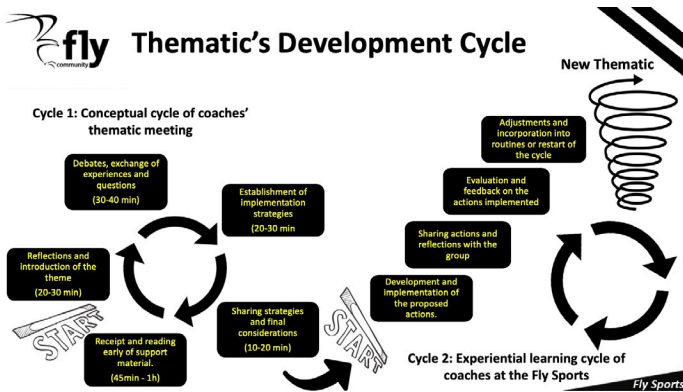 fly
community
Thematic's Development Cycle
New Thematic
Cycle 1: Conceptual cycle of coaches'
thematic meeting
Debates, exchange of
experiences and
questions
(30-40 min)
Establishment of
implementation
strategies
(20-30 min
Reflections and
introduction of the
theme
(20-30 min)
START
Receipt and reading
early of support
material.
(45min - 1h)
Sharing strategies
and final
considerations
(10-20 min)
START
Adjustments and
incorporation into
routines or restart of
the cycle
Evaluation and
feedback on the
actions implemented
Sharing actions and
reflections with the
group
Development and
implementation of
the proposed
actions.
Cycle 2: Experiential learning cycle of
coaches at the Fly Sports
Fly Sports